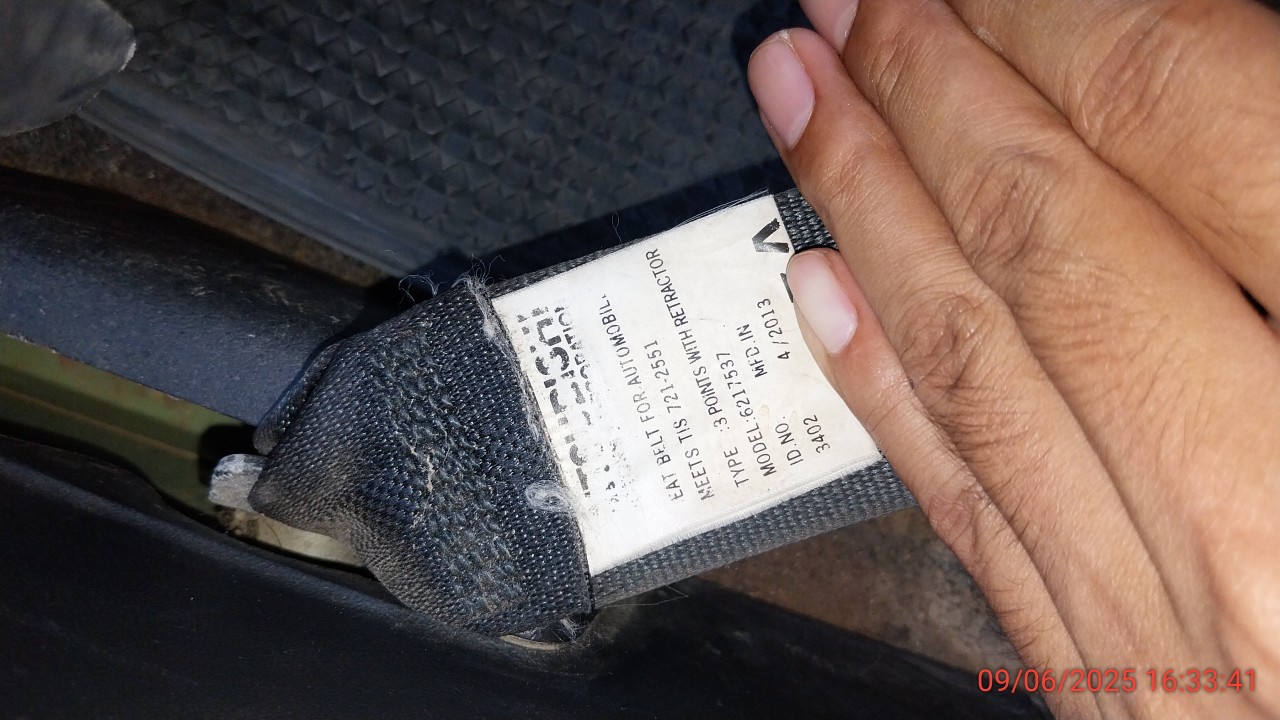 EAT BELT FOR AUTOMOBIL.
MEETS TIS 721-2551
TYPE :3 POINTS WITH RETRACTOR
MODEL:6217537
ID.NO. MFD.IN
3402 4/2013
09/06/2025 16:33:41